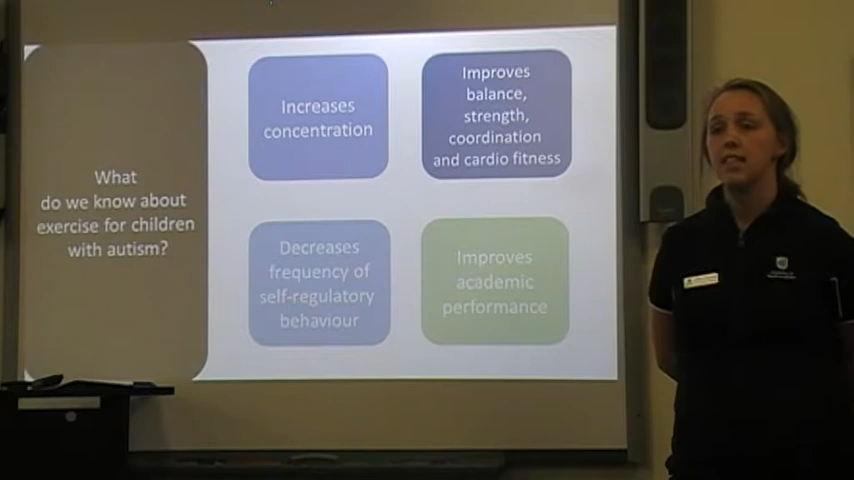 What
do we know about
exercise for children
with autism?
Increases
concentration
Improves
balance,
strength,
coordination
and cardio fitness
Decreases
frequency of
self-regulatory
behaviour
Improves
academic
performance